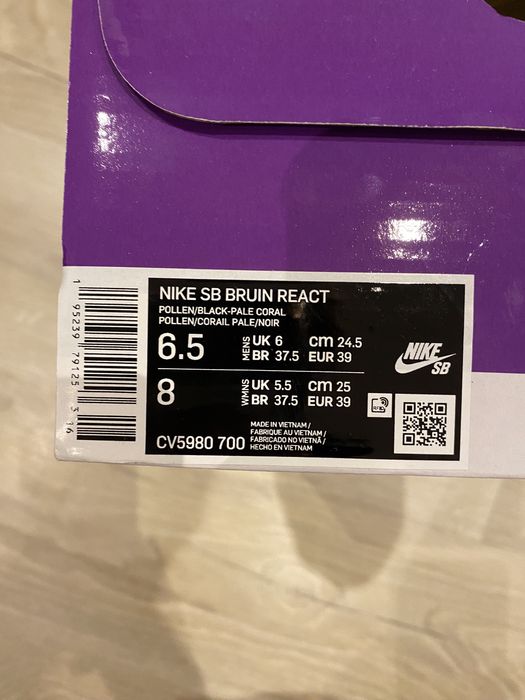 NIKE SB BRUIN REACT
POLLEN/BLACK-PALE CORAL
POLLEN/CORAIL PALE/NOIR
6.5 MENS UK 6 cm 24.5
BR 37.5 EUR 39
8 WMNS UK 5.5 cm 25
BR 37.5 EUR 39
CV5980 700
MADE IN VIETNAM /
FABRIQUE AU VIETNAM /
FABRICADO NO VIETNÃ /
HECHO EN VIETNAM
NIKE
SB
1 95239 79125 3 16